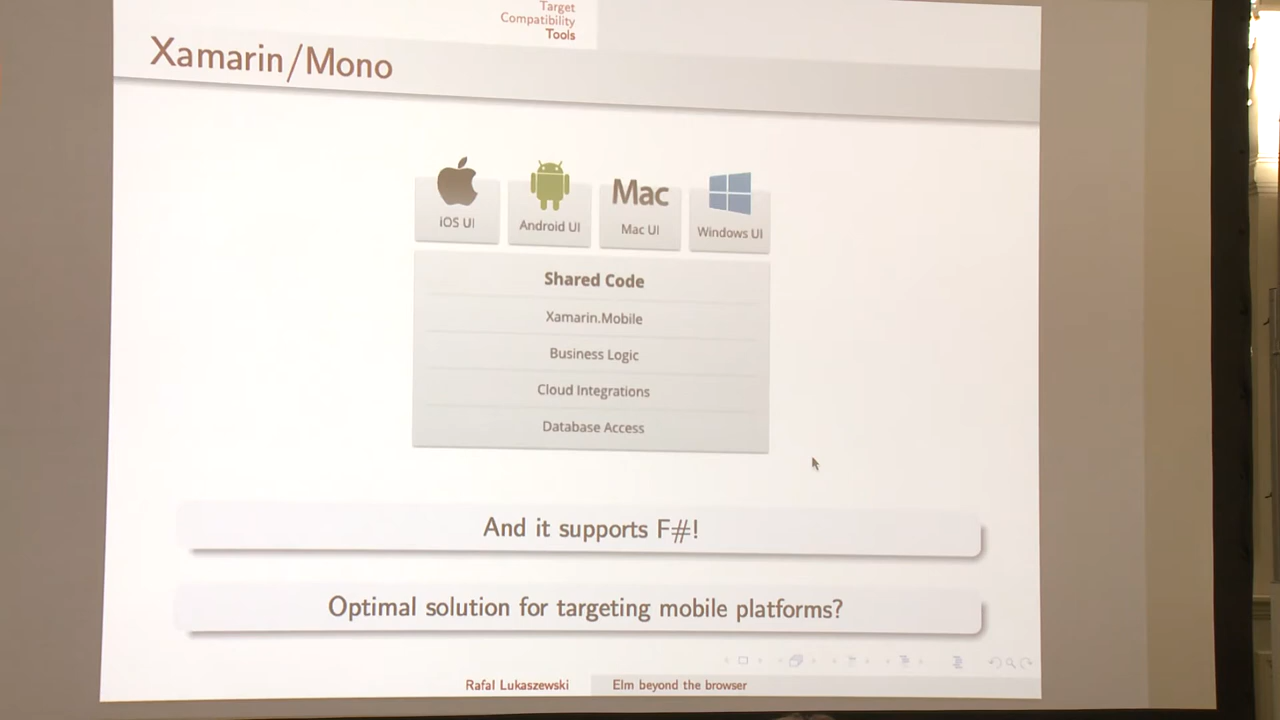 Target
Compatibility
Tools
Xamarin/Mono
Mac
iOS UI
Android UI
Mac UI
Windows UI
Shared Code
Xamarin.Mobile
Business Logic
Cloud Integrations
Database Access
And it supports F#!
Optimal solution for targeting mobile platforms?
Rafal Lukaszewski
Elm beyond the browser